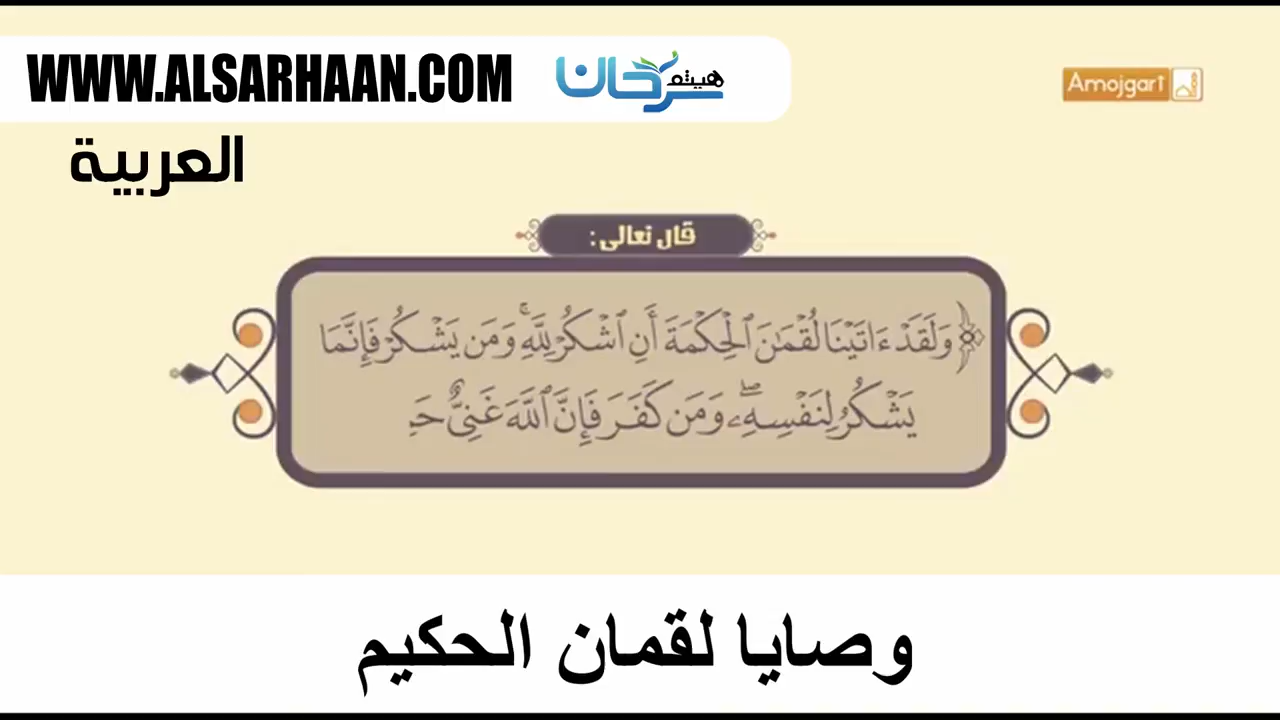 WWW.ALSARHAAN.COM
هيثم سرحان
Amojgart
العربية
قال تعالى:
﴿وَلَقَدْ ءَاتَيْنَا لُقْمَٰنَ ٱلْحِكْمَةَ أَنِ ٱشْكُرْ لِلَّهِ ۚ وَمَن يَشْكُرْ فَإِنَّمَا
يَشْكُرُ لِنَفْسِهِۦ ۖ وَمَن كَفَرَ فَإِنَّ ٱللَّهَ غَنِىٌّ حَمِ
وصايا لقمان الحكيم